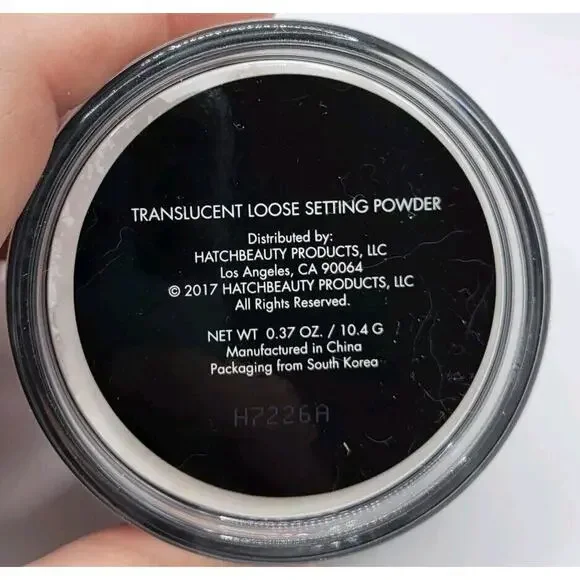 TRANSLUCENT LOOSE SETTING POWDER
Distributed by:
HATCHBEAUTY PRODUCTS, LLC
Los Angeles, CA 90064
© 2017 HATCHBEAUTY PRODUCTS, LLC
All Rights Reserved.
NET WT 0.37 OZ. / 10.4 G
Manufactured in China
Packaging from South Korea
H7226A